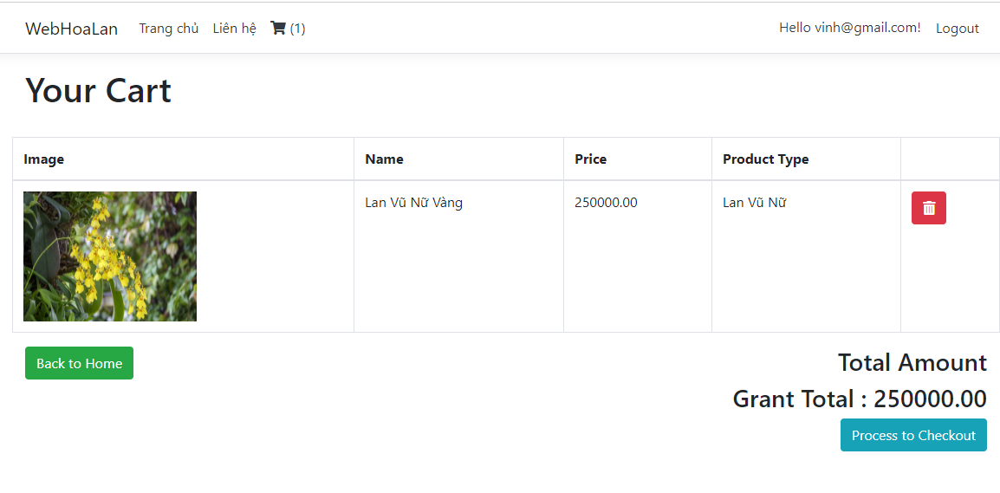 WebHoaLan Trang chủ Liên hệ (1) Hello vinh@gmail.com! Logout
Your Cart
Image Name Price Product Type
Lan Vũ Nữ Vàng 250000.00 Lan Vũ Nữ
Back to Home
Total Amount
Grant Total : 250000.00
Process to Checkout